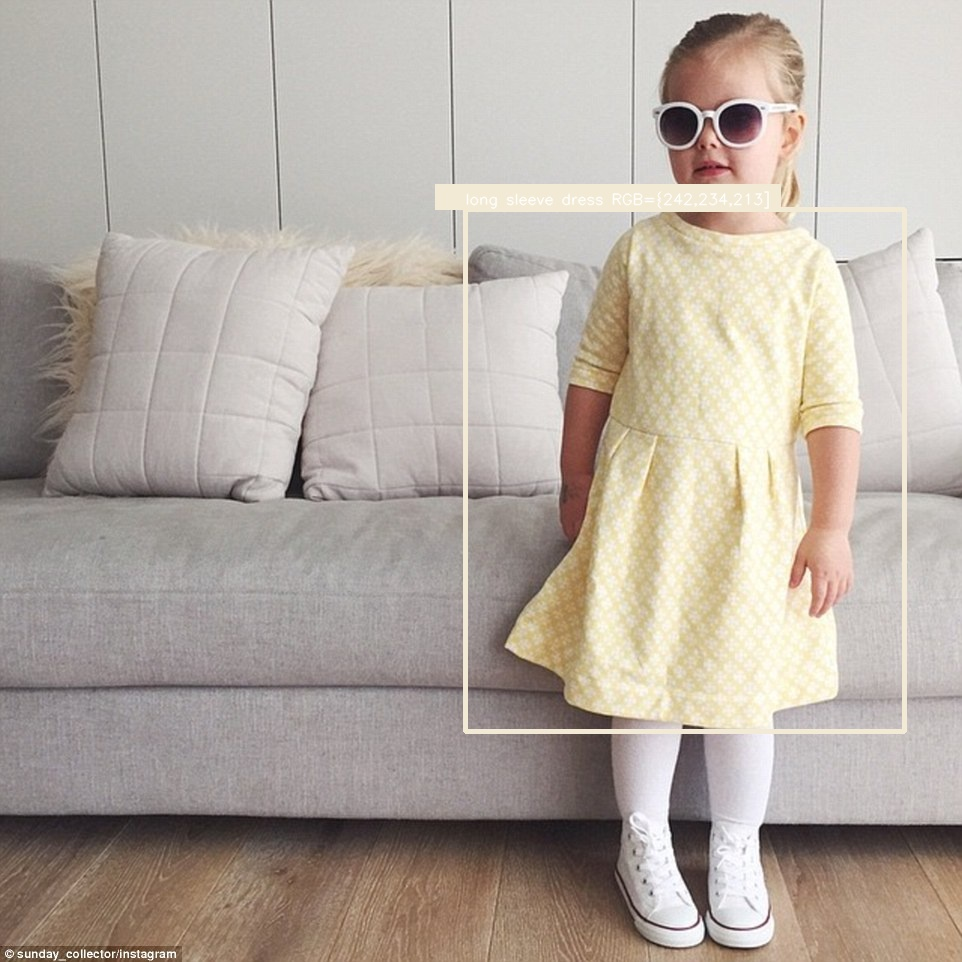 long sleeve dress RGB=[242,234,213]
© sunday_collector/instagram